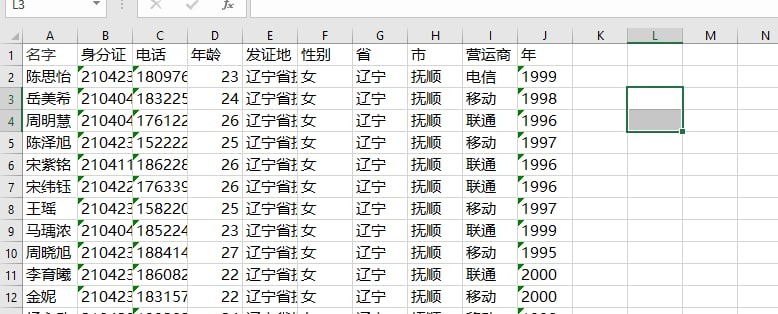 L3
A B C D E F G H I J K L M N
1 名字 身份证 电话 年龄 发证地 性别 省 市 营运商 年
2 陈思怡 210423 180976 23 辽宁省 女 辽宁 抚顺 电信 1999
3 岳美希 210404 183225 24 辽宁省 女 辽宁 抚顺 移动 1998
4 周明慧 210404 176122 26 辽宁省 女 辽宁 抚顺 联通 1996
5 陈泽旭 210423 152222 25 辽宁省 女 辽宁 抚顺 移动 1997
6 宋紫铭 210411 186228 26 辽宁省 女 辽宁 抚顺 联通 1996
7 宋纬钰 210422 176339 26 辽宁省 女 辽宁 抚顺 联通 1996
8 王瑶 210423 158220 25 辽宁省 女 辽宁 抚顺 移动 1997
9 马瑀浓 210404 185224 23 辽宁省 女 辽宁 抚顺 联通 1999
10 周晓旭 210423 188414 27 辽宁省 女 辽宁 抚顺 移动 1995
11 李育曦 210423 186082 22 辽宁省 女 辽宁 抚顺 联通 2000
12 金妮 210423 183157 22 辽宁省 女 辽宁 抚顺 移动 2000